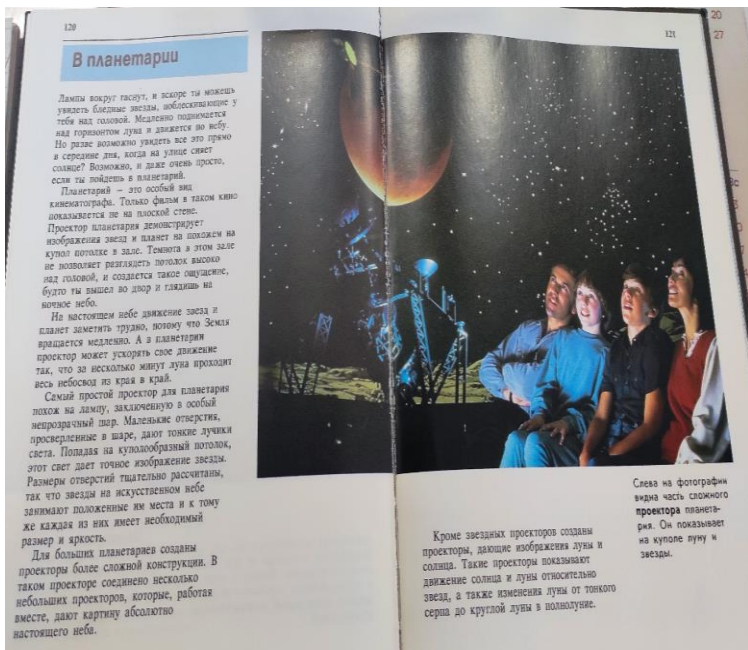 120
В планетарии
Лампы вокруг гаснут, и вскоре ты можешь
увидеть бледные звезды, поблескивающие у
тебя над головой. Медленно поднимается
над горизонтом луна и движется по небу.
Но разве возможно увидеть все это прямо
в середине дня, когда на улице сияет
солнце? Возможно, и даже очень просто,
если ты пойдешь в планетарий.
Планетарий – это особый вид
кинематографа. Только фильм в таком кино
показывается не на плоской стене.
Проектор планетария демонстрирует
изображения звезд и планет на похожем на
купол потолке в зале. Темнота в этом зале
не позволяет разглядеть потолок высоко
над головой, и создается такое ощущение,
будто ты вышел во двор и глядишь на
ночное небо.
На настоящем небе движение звезд и
планет заметить трудно, потому что Земля
вращается медленно. А в планетарии
проектор может ускорять свое движение
так, что за несколько минут луна проходит
весь небосвод из края в край.
Самый простой проектор для планетария
похож на лампу, заключенную в особый
непрозрачный шар. Маленькие отверстия,
просверленные в шаре, дают тонкие лучики
света. Попадая на куполообразный потолок,
этот свет дает точное изображение звезды.
Размеры отверстий тщательно рассчитаны,
так что звезды на искусственном небе
занимают положенные им места и к тому
же каждая из них имеет необходимый
размер и яркость.
Для больших планетариев созданы
проекторы более сложной конструкции. В
таком проекторе соединено несколько
небольших проекторов, которые, работая
вместе, дают картину абсолютно
настоящего неба.
121
Кроме звездных проекторов созданы
проекторы, дающие изображения луны и
солнца. Такие проекторы показывают
движение солнца и луны относительно
звезд, а также изменения луны от тонкого
серпа до круглой луны в полнолуние.
Слева на фотографии
видна часть сложного
проектора планета-
рия. Он показывает
на куполе луну и
звезды.
20
27